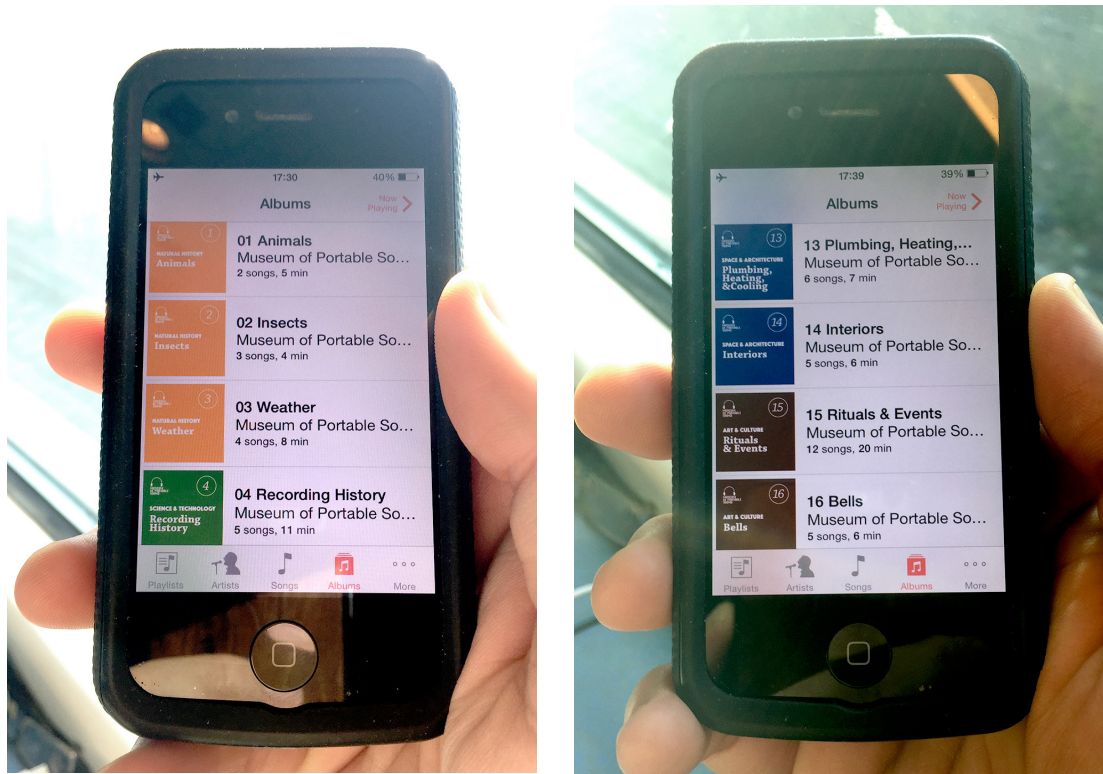 17:30
40%
Albums
Now
Playing
1
NATURAL HISTORY
Animals
01 Animals
Museum of Portable So...
2 songs, 5 min
2
NATURAL HISTORY
Insects
02 Insects
Museum of Portable So...
3 songs, 4 min
3
NATURAL HISTORY
Weather
03 Weather
Museum of Portable So...
4 songs, 8 min
4
SCIENCE & TECHNOLOGY
Recording
History
04 Recording History
Museum of Portable So...
5 songs, 11 min
Playlists
Artists
Songs
Albums
More
17:39
39%
Albums
Now
Playing
13
SPACE & ARCHITECTURE
Plumbing,
Heating,
&Cooling
13 Plumbing, Heating,...
Museum of Portable So...
6 songs, 7 min
14
SPACE & ARCHITECTURE
Interiors
14 Interiors
Museum of Portable So...
5 songs, 6 min
15
ART & CULTURE
Rituals
& Events
15 Rituals & Events
Museum of Portable So...
12 songs, 20 min
16
ART & CULTURE
Bells
16 Bells
Museum of Portable So...
5 songs, 6 min
Playlists
Artists
Songs
Albums
More